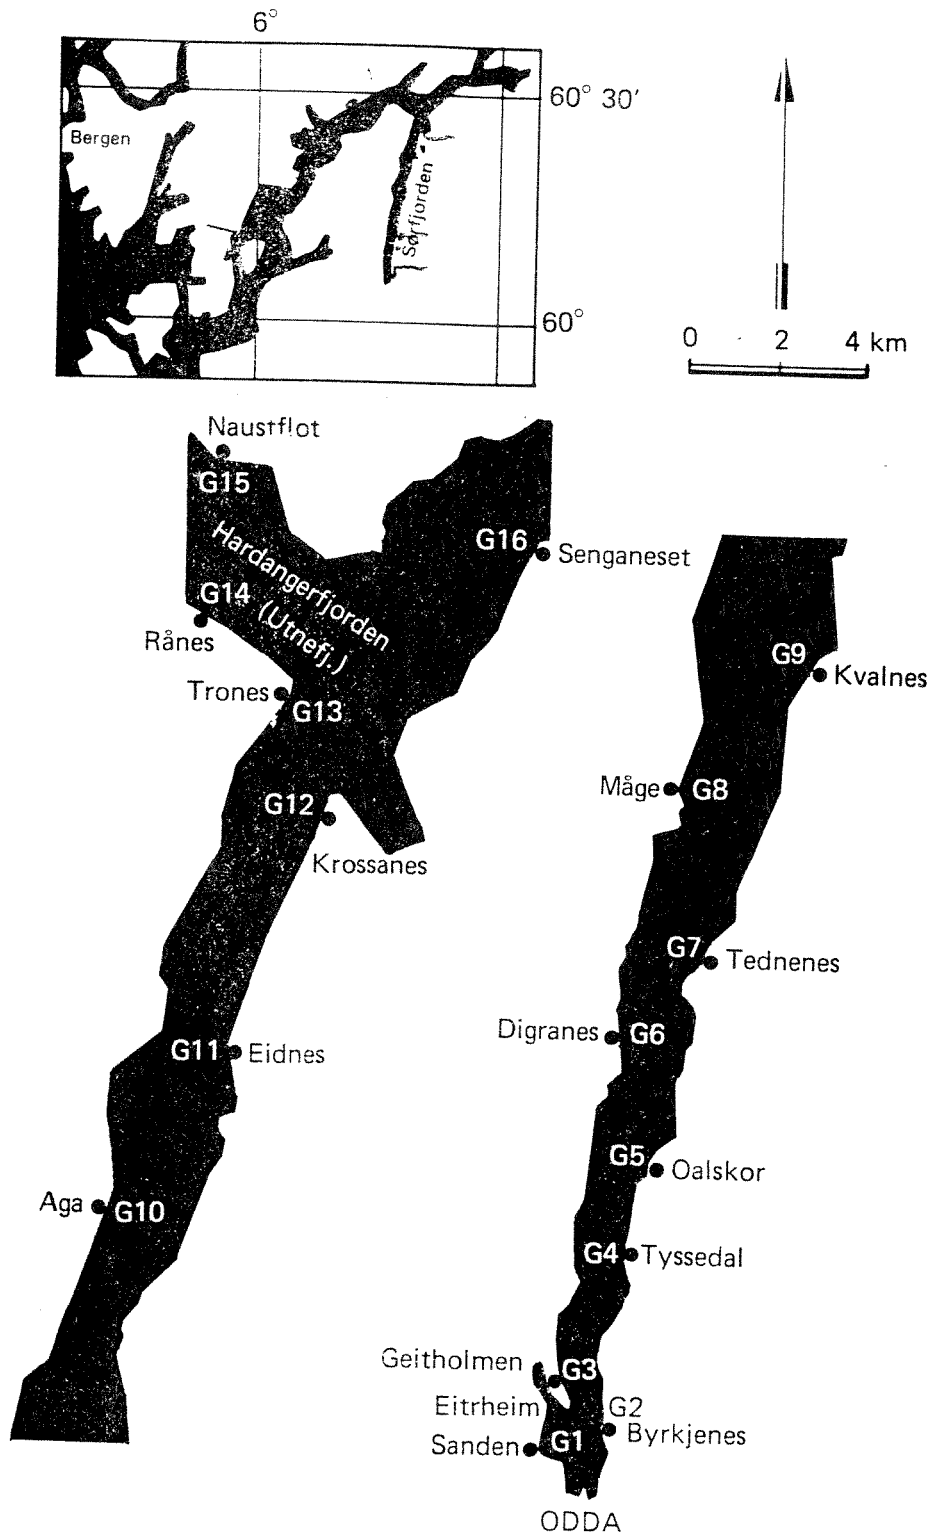 6°
60° 30'
Bergen
Sørfjorden
60°
0 2 4 km
Naustflot
G15
Hardangerfjorden
(Utnefj.)
G16
Senganeset
G14
Rånes
Trones
G13
G12
Krossanes
G11
Eidnes
Aga
G10
G9
Kvalnes
Måge
G8
G7
Tednenes
Digranes
G6
G5
Oalskor
G4
Tyssedal
Geitholmen
G3
Eitrheim
G2
Byrkjenes
Sanden
G1
ODDA